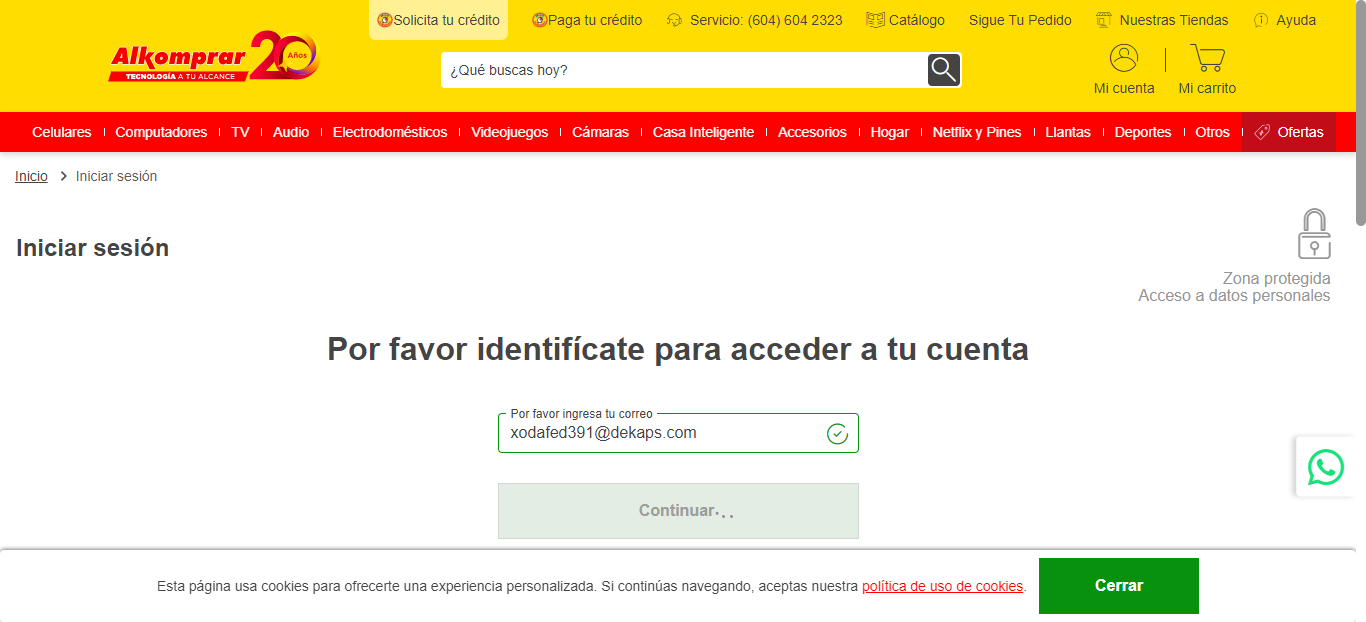 Solicita tu crédito Paga tu crédito Servicio: (604) 604 2323 Catálogo Sigue Tu Pedido Nuestras Tiendas Ayuda
Alkomprar 20 Años
TECNOLOGÍA A TU ALCANCE
¿Qué buscas hoy?
Mi cuenta Mi carrito
Celulares Computadores TV Audio Electrodomésticos Videojuegos Cámaras Casa Inteligente Accesorios Hogar Netflix y Pines Llantas Deportes Otros Ofertas
Inicio Iniciar sesión
Iniciar sesión
Zona protegida
Acceso a datos personales
Por favor identifícate para acceder a tu cuenta
Por favor ingresa tu correo
xodafed391@dekaps.com
Continuar...
Esta página usa cookies para ofrecerte una experiencia personalizada. Si continúas navegando, aceptas nuestra política de uso de cookies. Cerrar